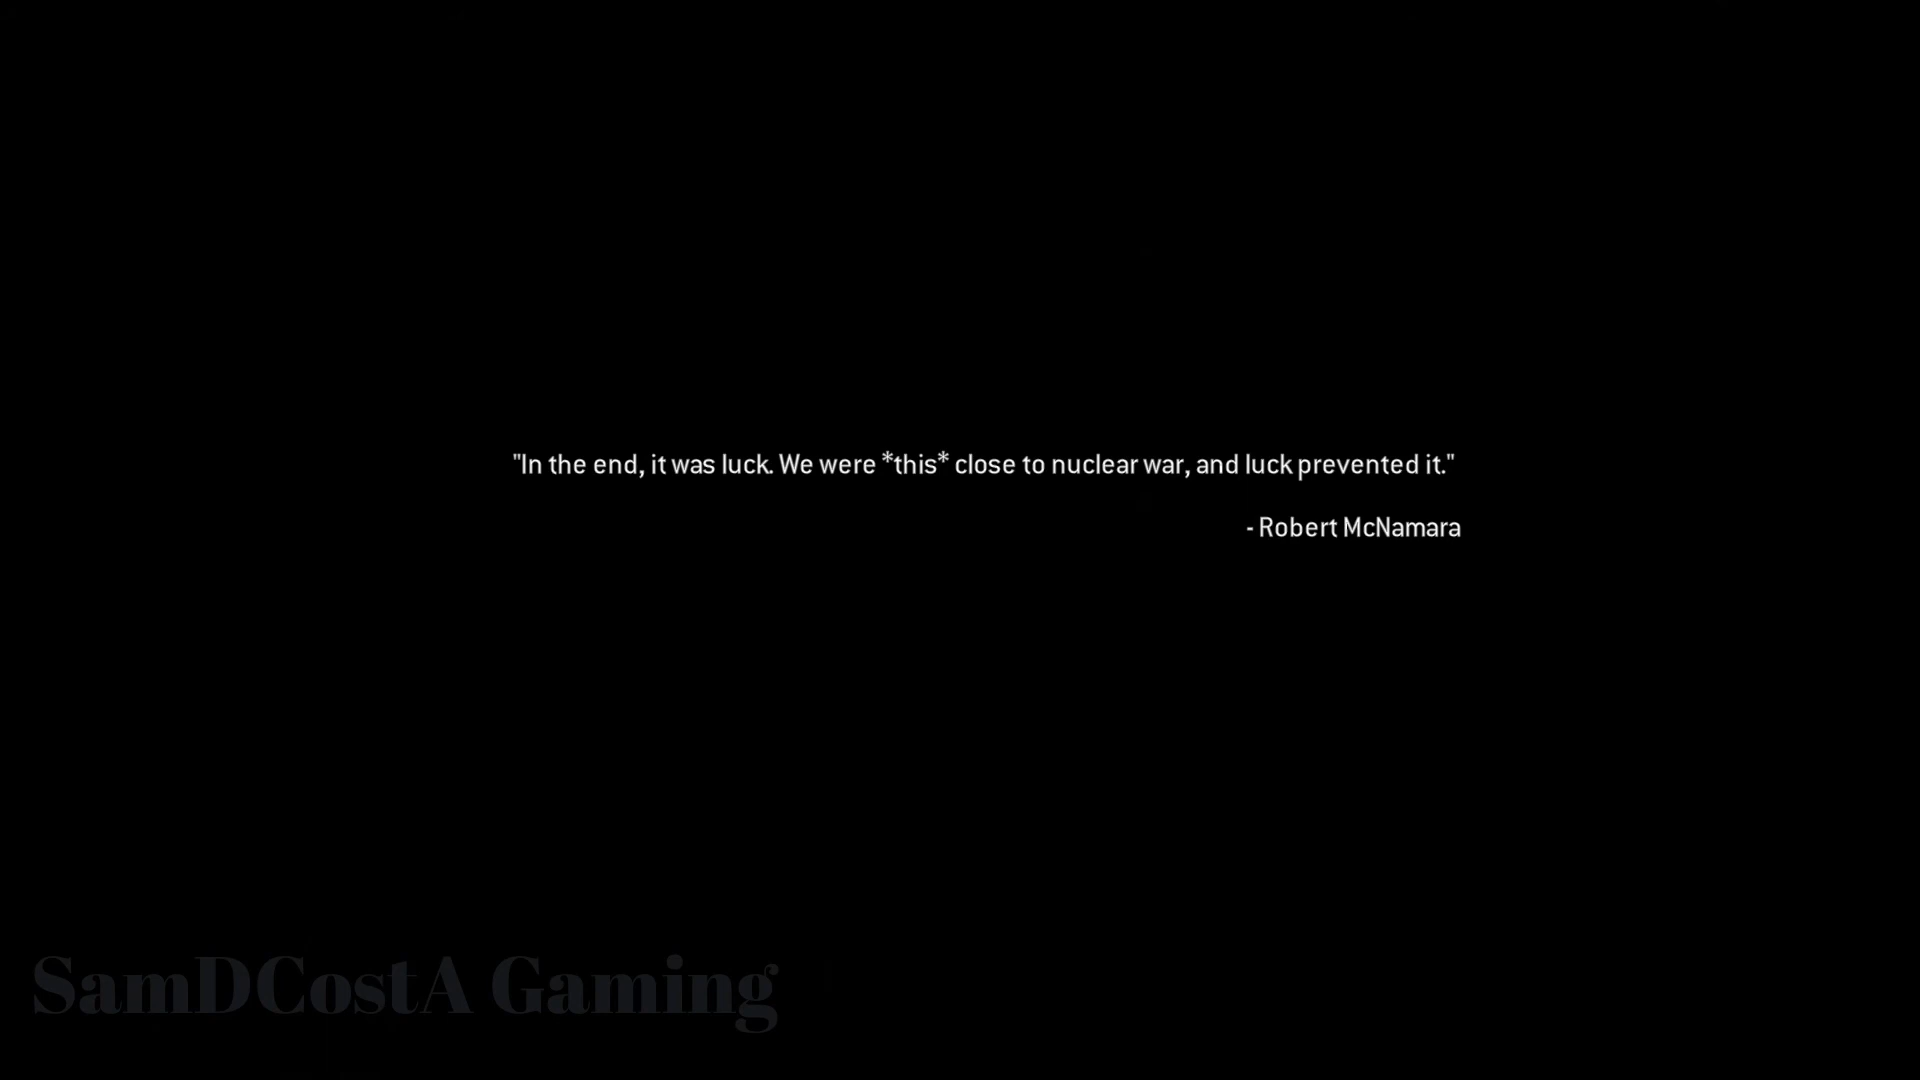 "In the end, it was luck. We were *this* close to nuclear war, and luck prevented it."
- Robert McNamara
SamDCostA Gaming